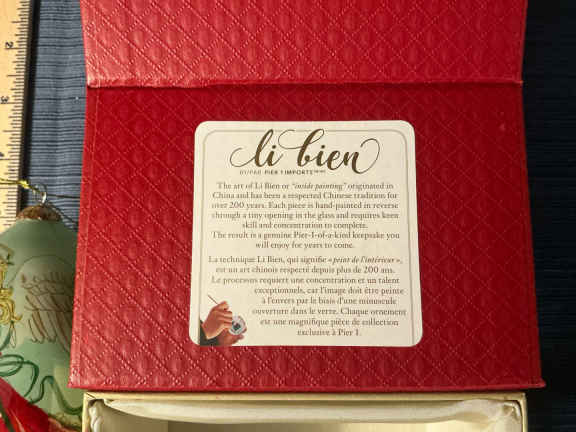 li bien
BY/PAR PIER 1 IMPORTS
The art of Li Bien or "inside painting" originated in
China and has been a respected Chinese tradition for
over 200 years. Each piece is hand-painted in reverse
through a tiny opening in the glass and requires keen
skill and concentration to complete.
The result is a genuine Pier-1-of-a-kind keepsake you
will enjoy for years to come.
La technique Li Bien, qui signifie «peint de l'intérieur»,
est un art chinois respecté depuis plus de 200 ans.
Le processus requiert une concentration et un talent
exceptionnels, car l'image doit être peinte
à l'envers par le biais d'une minuscule
ouverture dans le verre. Chaque ornement
est une magnifique pièce de collection
exclusive à Pier 1.
3
2